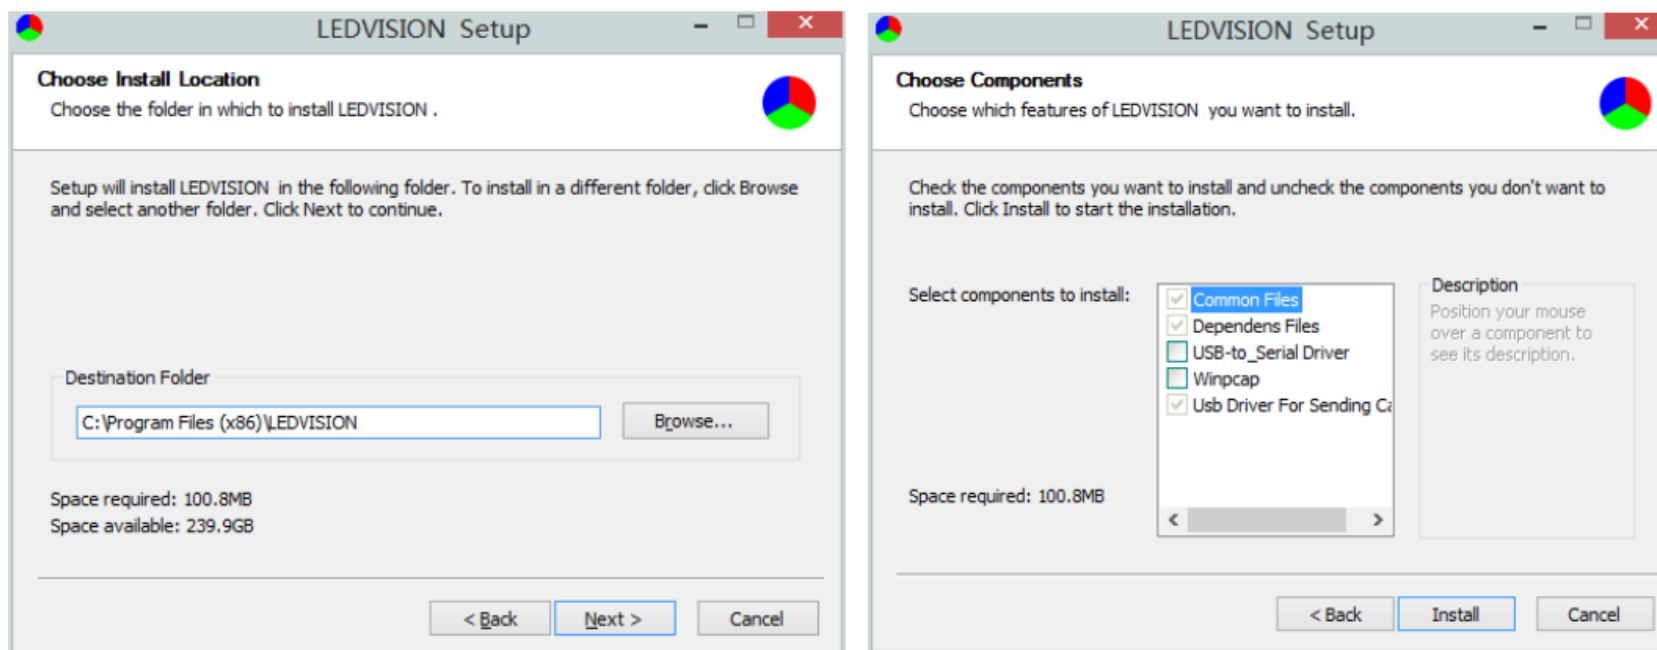 LEDVISION Setup
Choose Install Location
Choose the folder in which to install LEDVISION .
Setup will install LEDVISION in the following folder. To install in a different folder, click Browse
and select another folder. Click Next to continue.
Destination Folder
C:\Program Files (x86)\LEDVISION
Browse...
Space required: 100.8MB
Space available: 239.9GB
< Back
Next >
Cancel
LEDVISION Setup
Choose Components
Choose which features of LEDVISION you want to install.
Check the components you want to install and uncheck the components you don't want to
install. Click Install to start the installation.
Select components to install:
Common Files
Dependens Files
USB-to_Serial Driver
Winpcap
Usb Driver For Sending Ca
Description
Position your mouse
over a component to
see its description.
Space required: 100.8MB
< Back
Install
Cancel